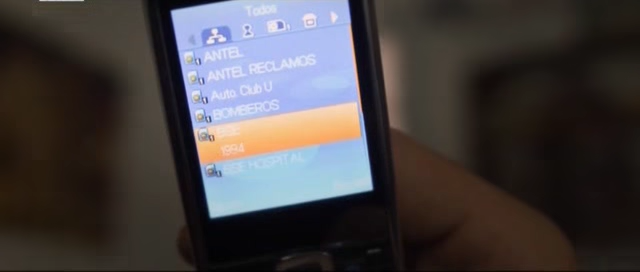 Todos
ANTEL
ANTEL RECLAMOS
Auto. Club U
BOMBEROS
BSE
1994
BSE HOSPITAL